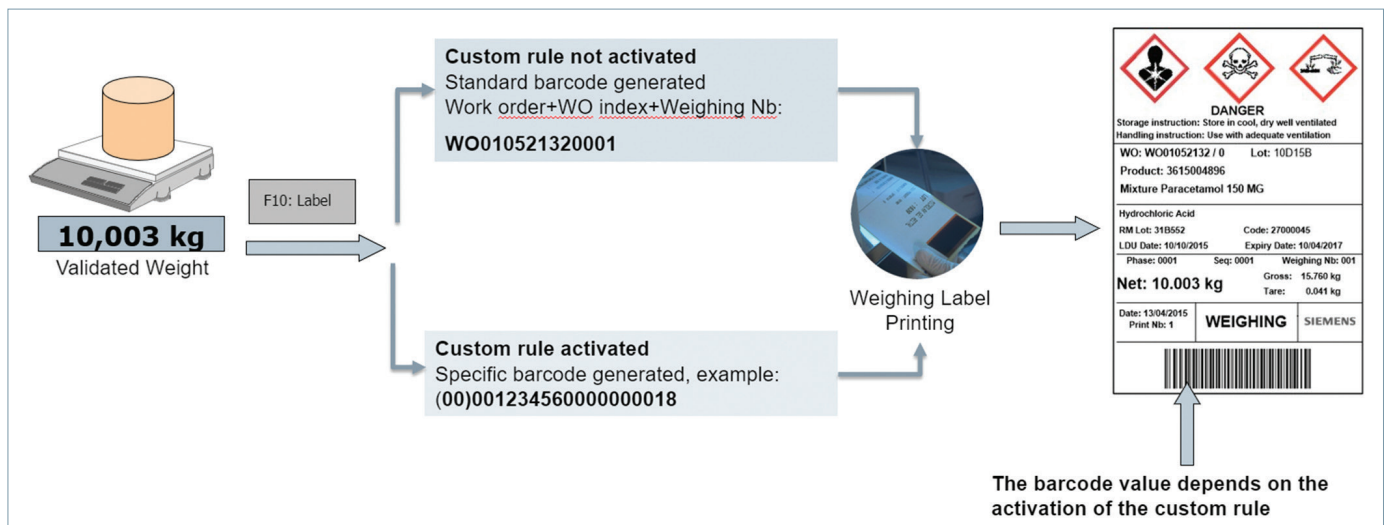 10,003 kg
Validated Weight
F10: Label
Custom rule not activated
Standard barcode generated
Work order+WO index+Weighing Nb:
WO010521320001
Custom rule activated
Specific barcode generated, example:
(00)001234560000000018
Weighing Label
Printing
DANGER
Storage instruction: Store in cool, dry well ventilated
Handling instruction: Use with adequate ventilation
WO: WO01052132 / 0 Lot: 10D15B
Product: 3615004896
Mixture Paracetamol 150 MG
Hydrochloric Acid
RM Lot: 31B552 Code: 27000045
LDU Date: 10/10/2015 Expiry Date: 10/04/2017
Phase: 0001 Seq: 0001 Weighing Nb: 001
Net: 10.003 kg
Gross: 15.760 kg
Tare: 0.041 kg
Date: 13/04/2015
Print Nb: 1
WEIGHING
SIEMENS
The barcode value depends on the
activation of the custom rule